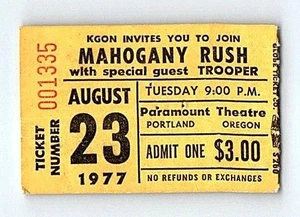 KGON INVITES YOU TO JOIN
MAHOGANY RUSH
with special guest TROOPER
TICKET NUMBER
001335
AUGUST
23
1977
TUESDAY 9:00 P.M.
Paramount Theatre
PORTLAND OREGON
ADMIT ONE $3.00
NO REFUNDS OR EXCHANGES